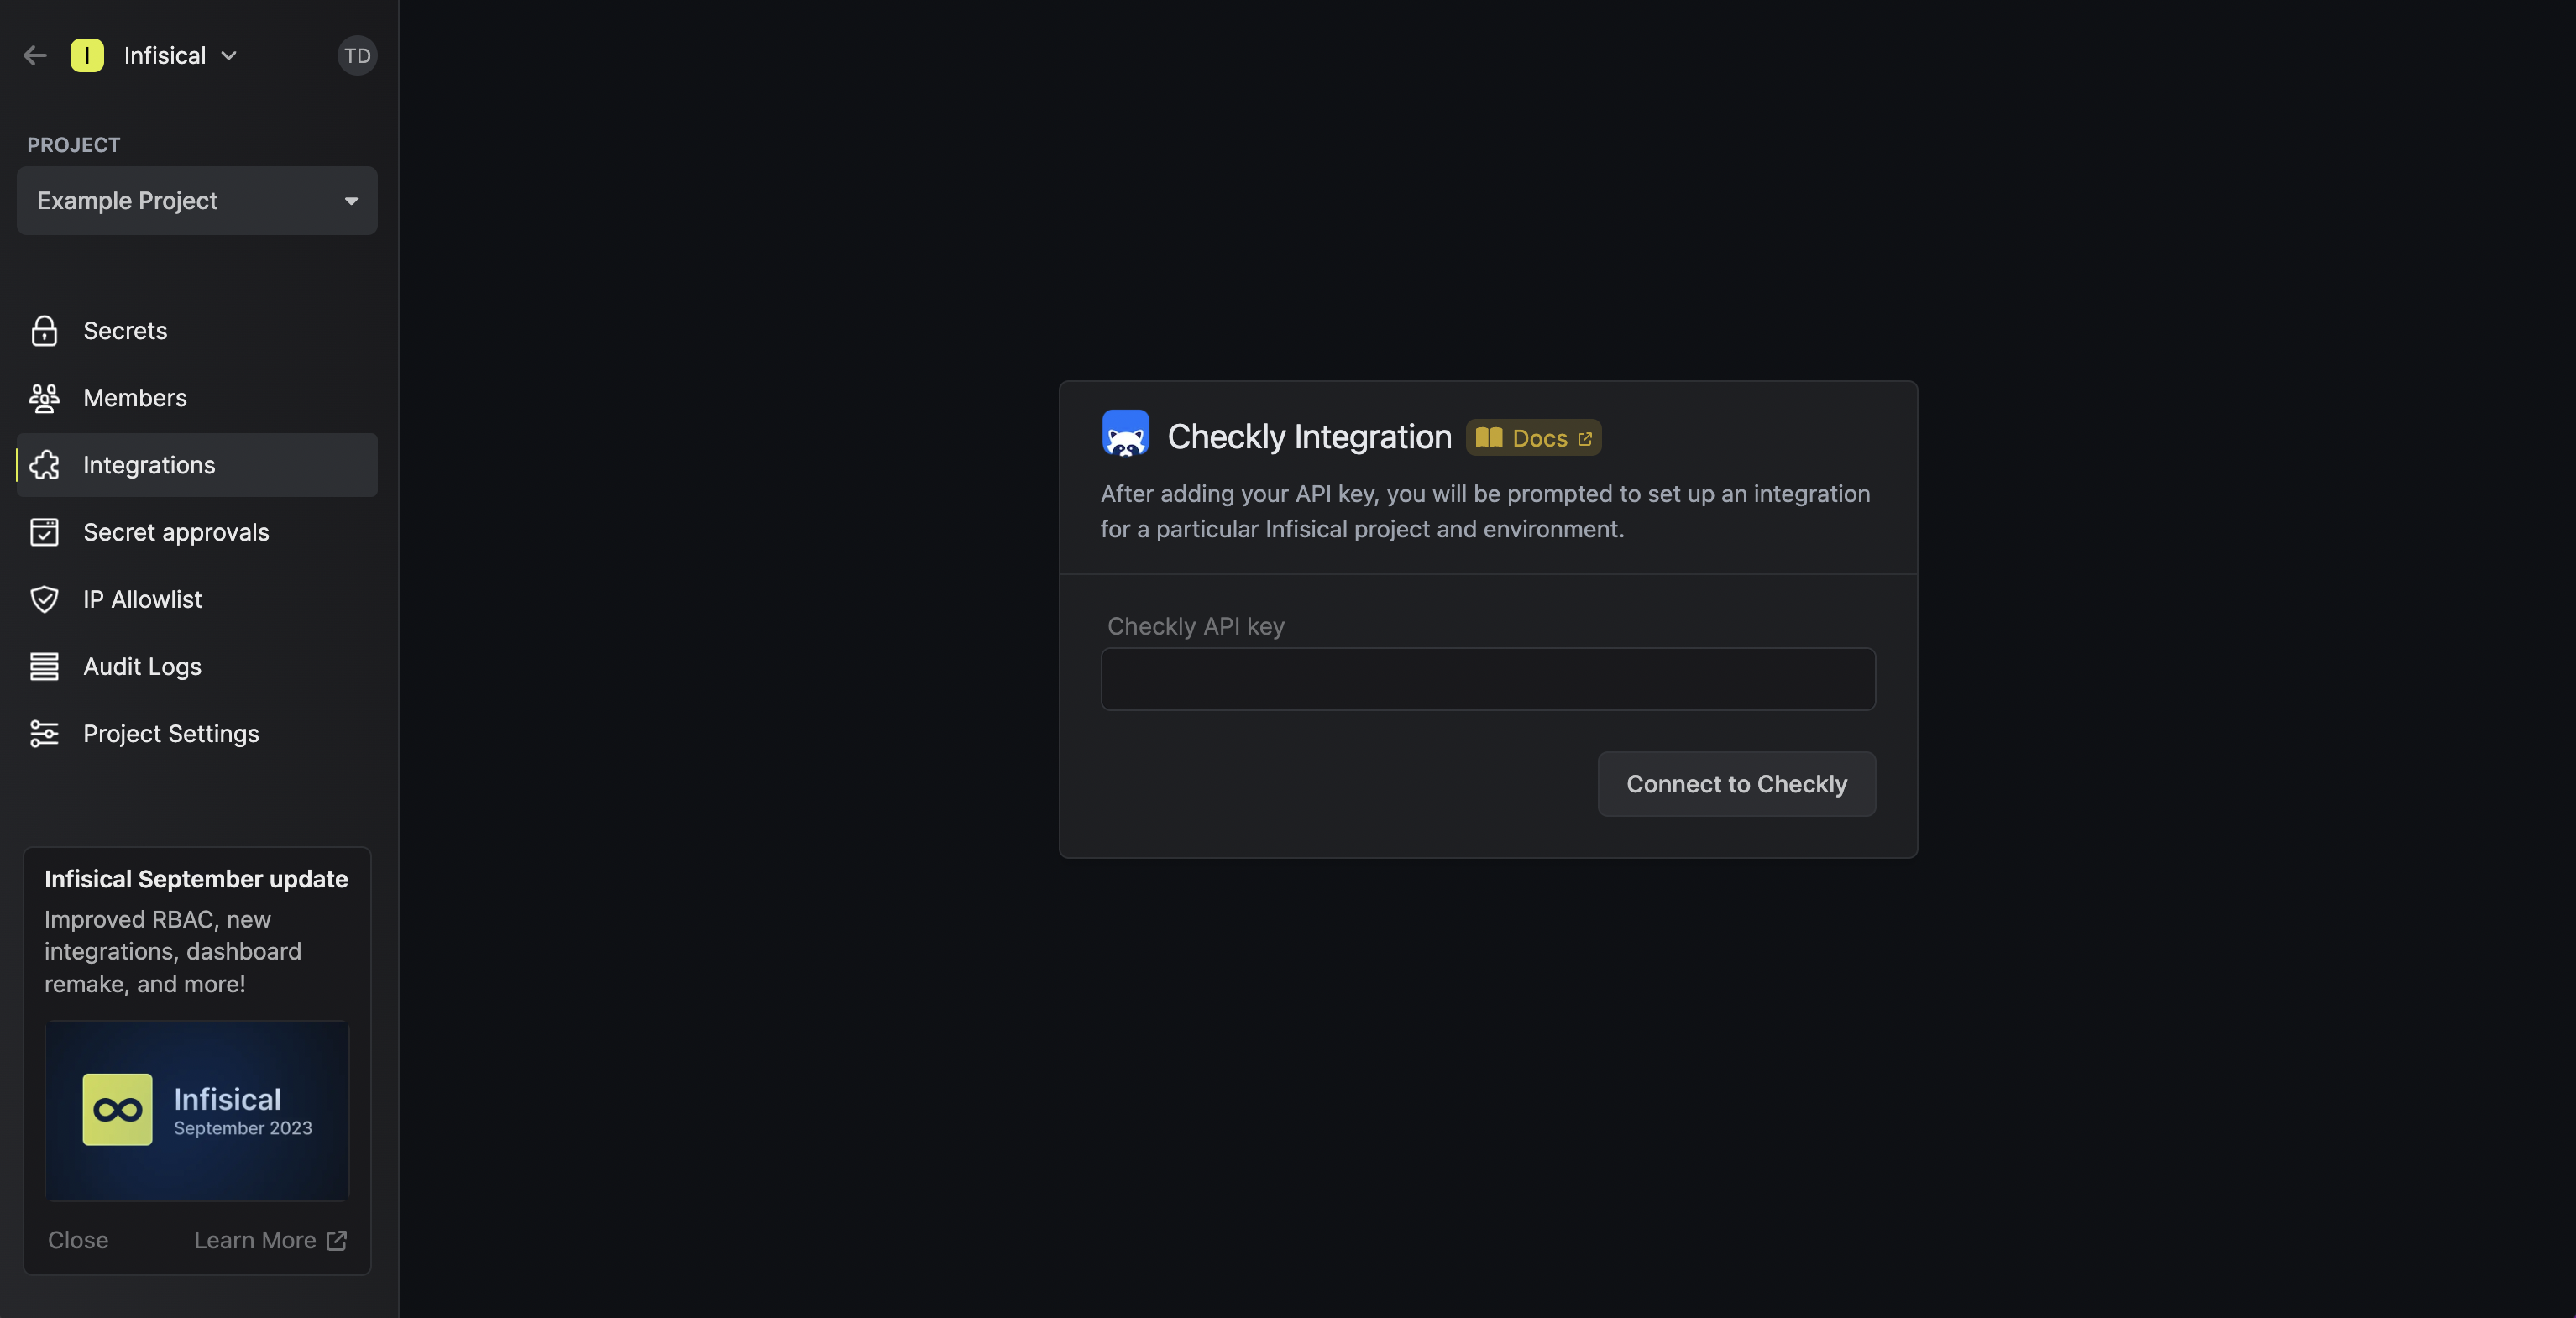 I
Infisical
TD
PROJECT
Example Project
Secrets
Members
Integrations
Secret approvals
IP Allowlist
Audit Logs
Project Settings
Infisical September update
Improved RBAC, new
integrations, dashboard
remake, and more!
Infisical
September 2023
Close
Learn More
Checkly Integration
Docs
After adding your API key, you will be prompted to set up an integration
for a particular Infisical project and environment.
Checkly API key
Connect to Checkly